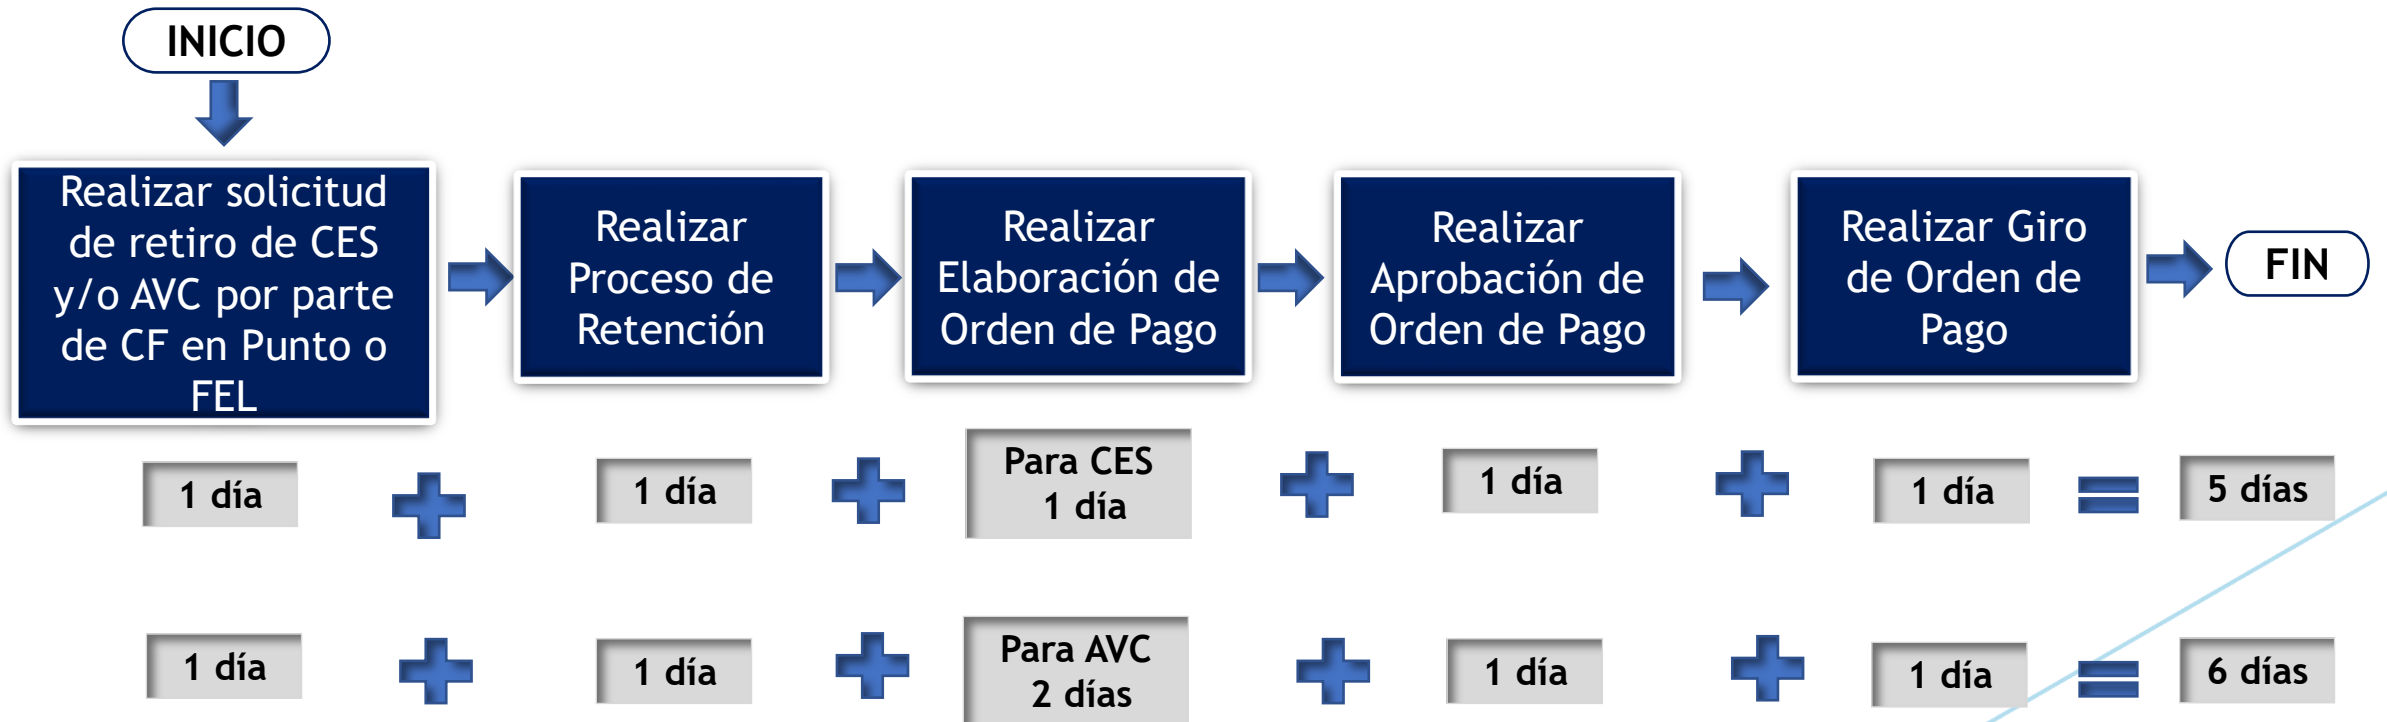 INICIO
Realizar solicitud
de retiro de CES
y/o AVC por parte
de CF en Punto o
FEL
Realizar
Proceso de
Retención
Realizar
Elaboración de
Orden de Pago
Realizar
Aprobación de
Orden de Pago
Realizar Giro
de Orden de
Pago
FIN
1 día
1 día
Para CES
1 día
1 día
1 día
5 días
1 día
1 día
Para AVC
2 días
1 día
1 día
6 días